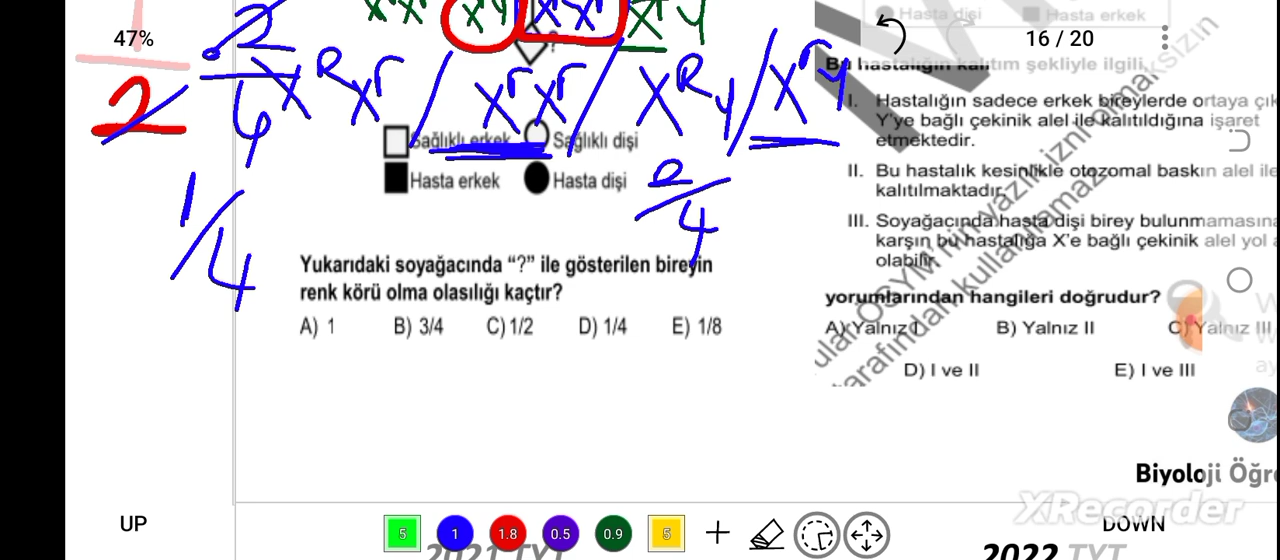 47%
1
2
2
6
1/4
X^R X^r / X^r X^r / X^R y / X^r y
2/4
Sağlıklı erkek Sağlıklı dişi
Hasta erkek Hasta dişi
?
Yukarıdaki soyağacında “?” ile gösterilen bireyin
renk körü olma olasılığı kaçtır?
A) 1 B) 3/4 C) 1/2 D) 1/4 E) 1/8
Hasta dişi Hasta erkek
16 / 20
Bu hastalığın kalıtım şekliyle ilgili,
I. Hastalığın sadece erkek bireylerde ortaya çık
Y'ye bağlı çekinik alel ile kalıtıldığına işaret
etmektedir.
II. Bu hastalık kesinlikle otozomal baskın alel ile
kalıtılmaktadır.
III. Soyağacında hasta dişi birey bulunmamasına
karşın bu hastalığa X'e bağlı çekinik alel yol a
olabilir.
yorumlarından hangileri doğrudur?
A) Yalnız I B) Yalnız II C) Yalnız III
D) I ve II E) I ve III
Biyoloji Öğre
XRecorder
UP
5 1 1.8 0.5 0.9 5 +
DOWN
2021 TYT
2022 TYT